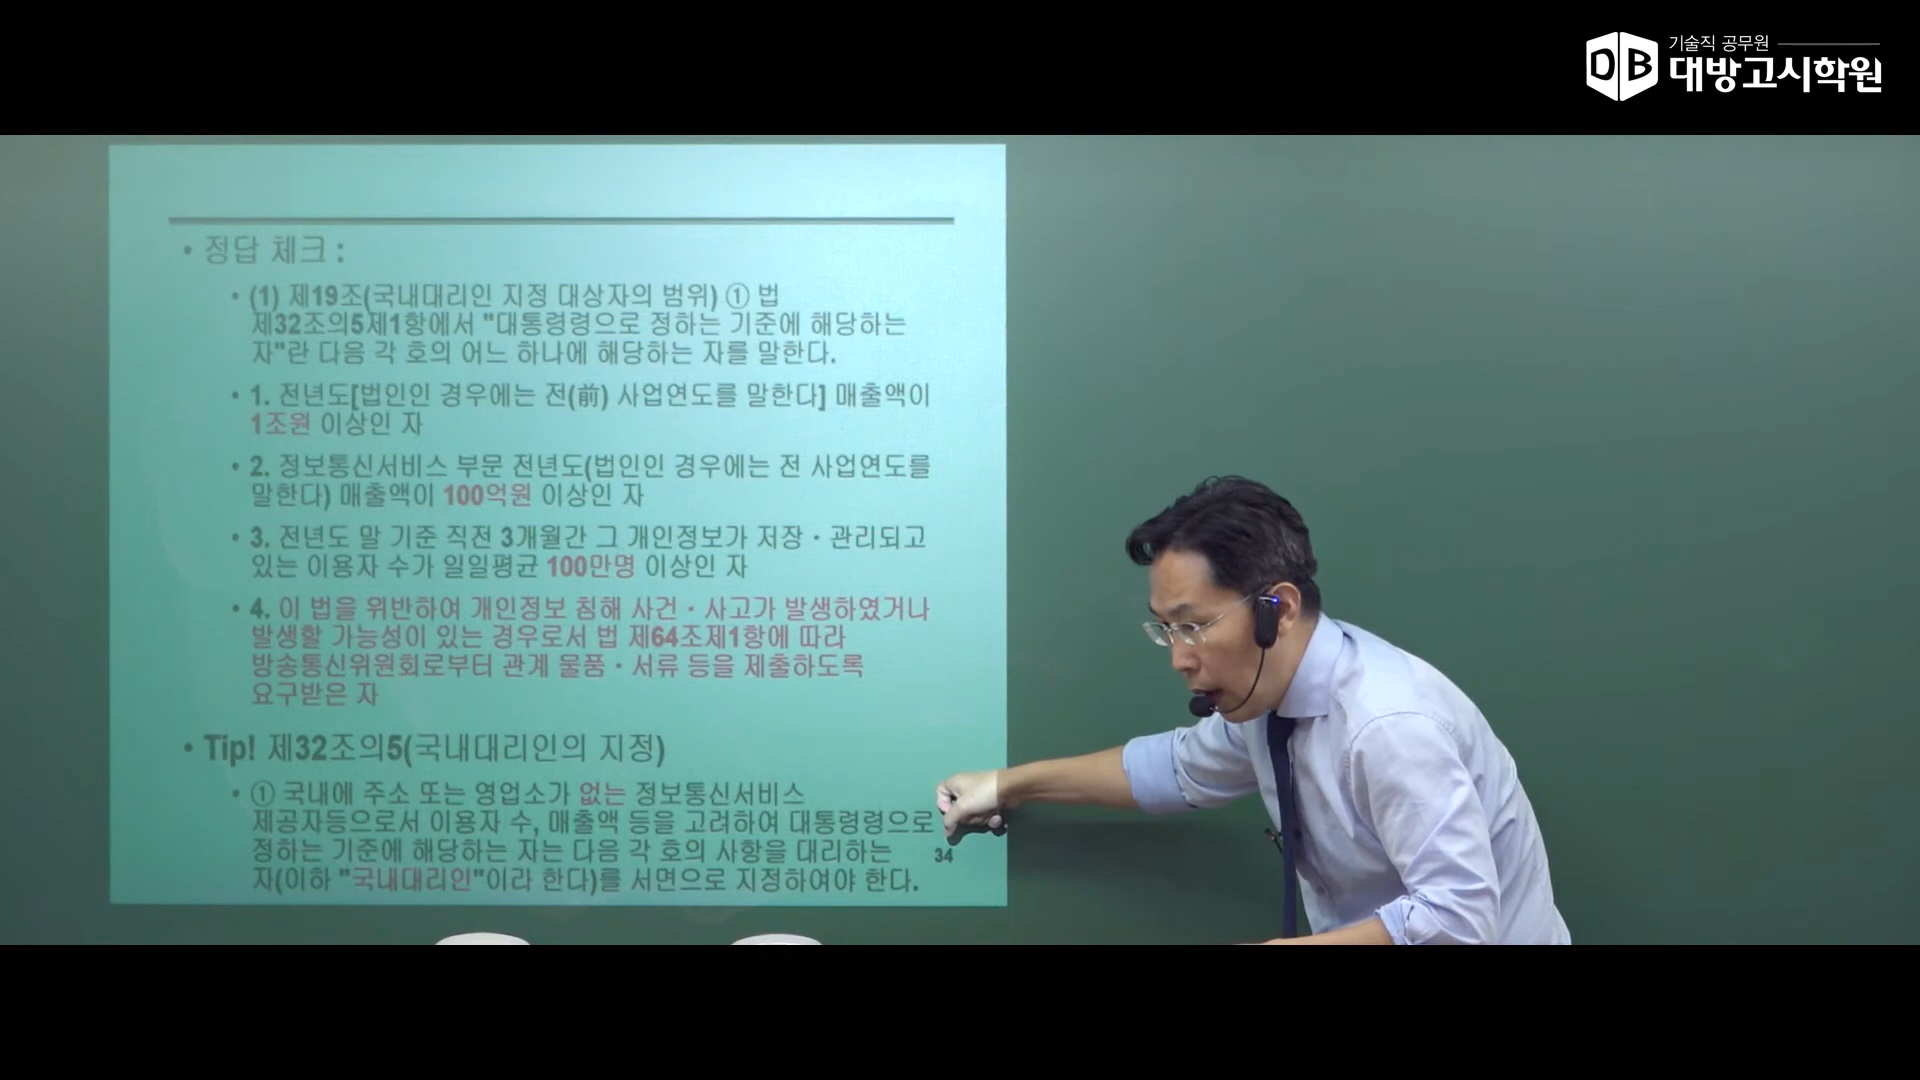 기술직 공무원
DB 대방고시학원
• 정답 체크 :
• (1) 제19조(국내대리인 지정 대상자의 범위) ① 법
제32조의5제1항에서 "대통령령으로 정하는 기준에 해당하는
자"란 다음 각 호의 어느 하나에 해당하는 자를 말한다.
• 1. 전년도[법인인 경우에는 전(前) 사업연도를 말한다] 매출액이
1조원 이상인 자
• 2. 정보통신서비스 부문 전년도(법인인 경우에는 전 사업연도를
말한다) 매출액이 100억원 이상인 자
• 3. 전년도 말 기준 직전 3개월간 그 개인정보가 저장・관리되고
있는 이용자 수가 일일평균 100만명 이상인 자
• 4. 이 법을 위반하여 개인정보 침해 사건・사고가 발생하였거나
발생할 가능성이 있는 경우로서 법 제64조제1항에 따라
방송통신위원회로부터 관계 물품・서류 등을 제출하도록
요구받은 자
• Tip! 제32조의5(국내대리인의 지정)
• ① 국내에 주소 또는 영업소가 없는 정보통신서비스
제공자등으로서 이용자 수, 매출액 등을 고려하여 대통령령으로
정하는 기준에 해당하는 자는 다음 각 호의 사항을 대리하는
자(이하 "국내대리인"이라 한다)를 서면으로 지정하여야 한다.
34